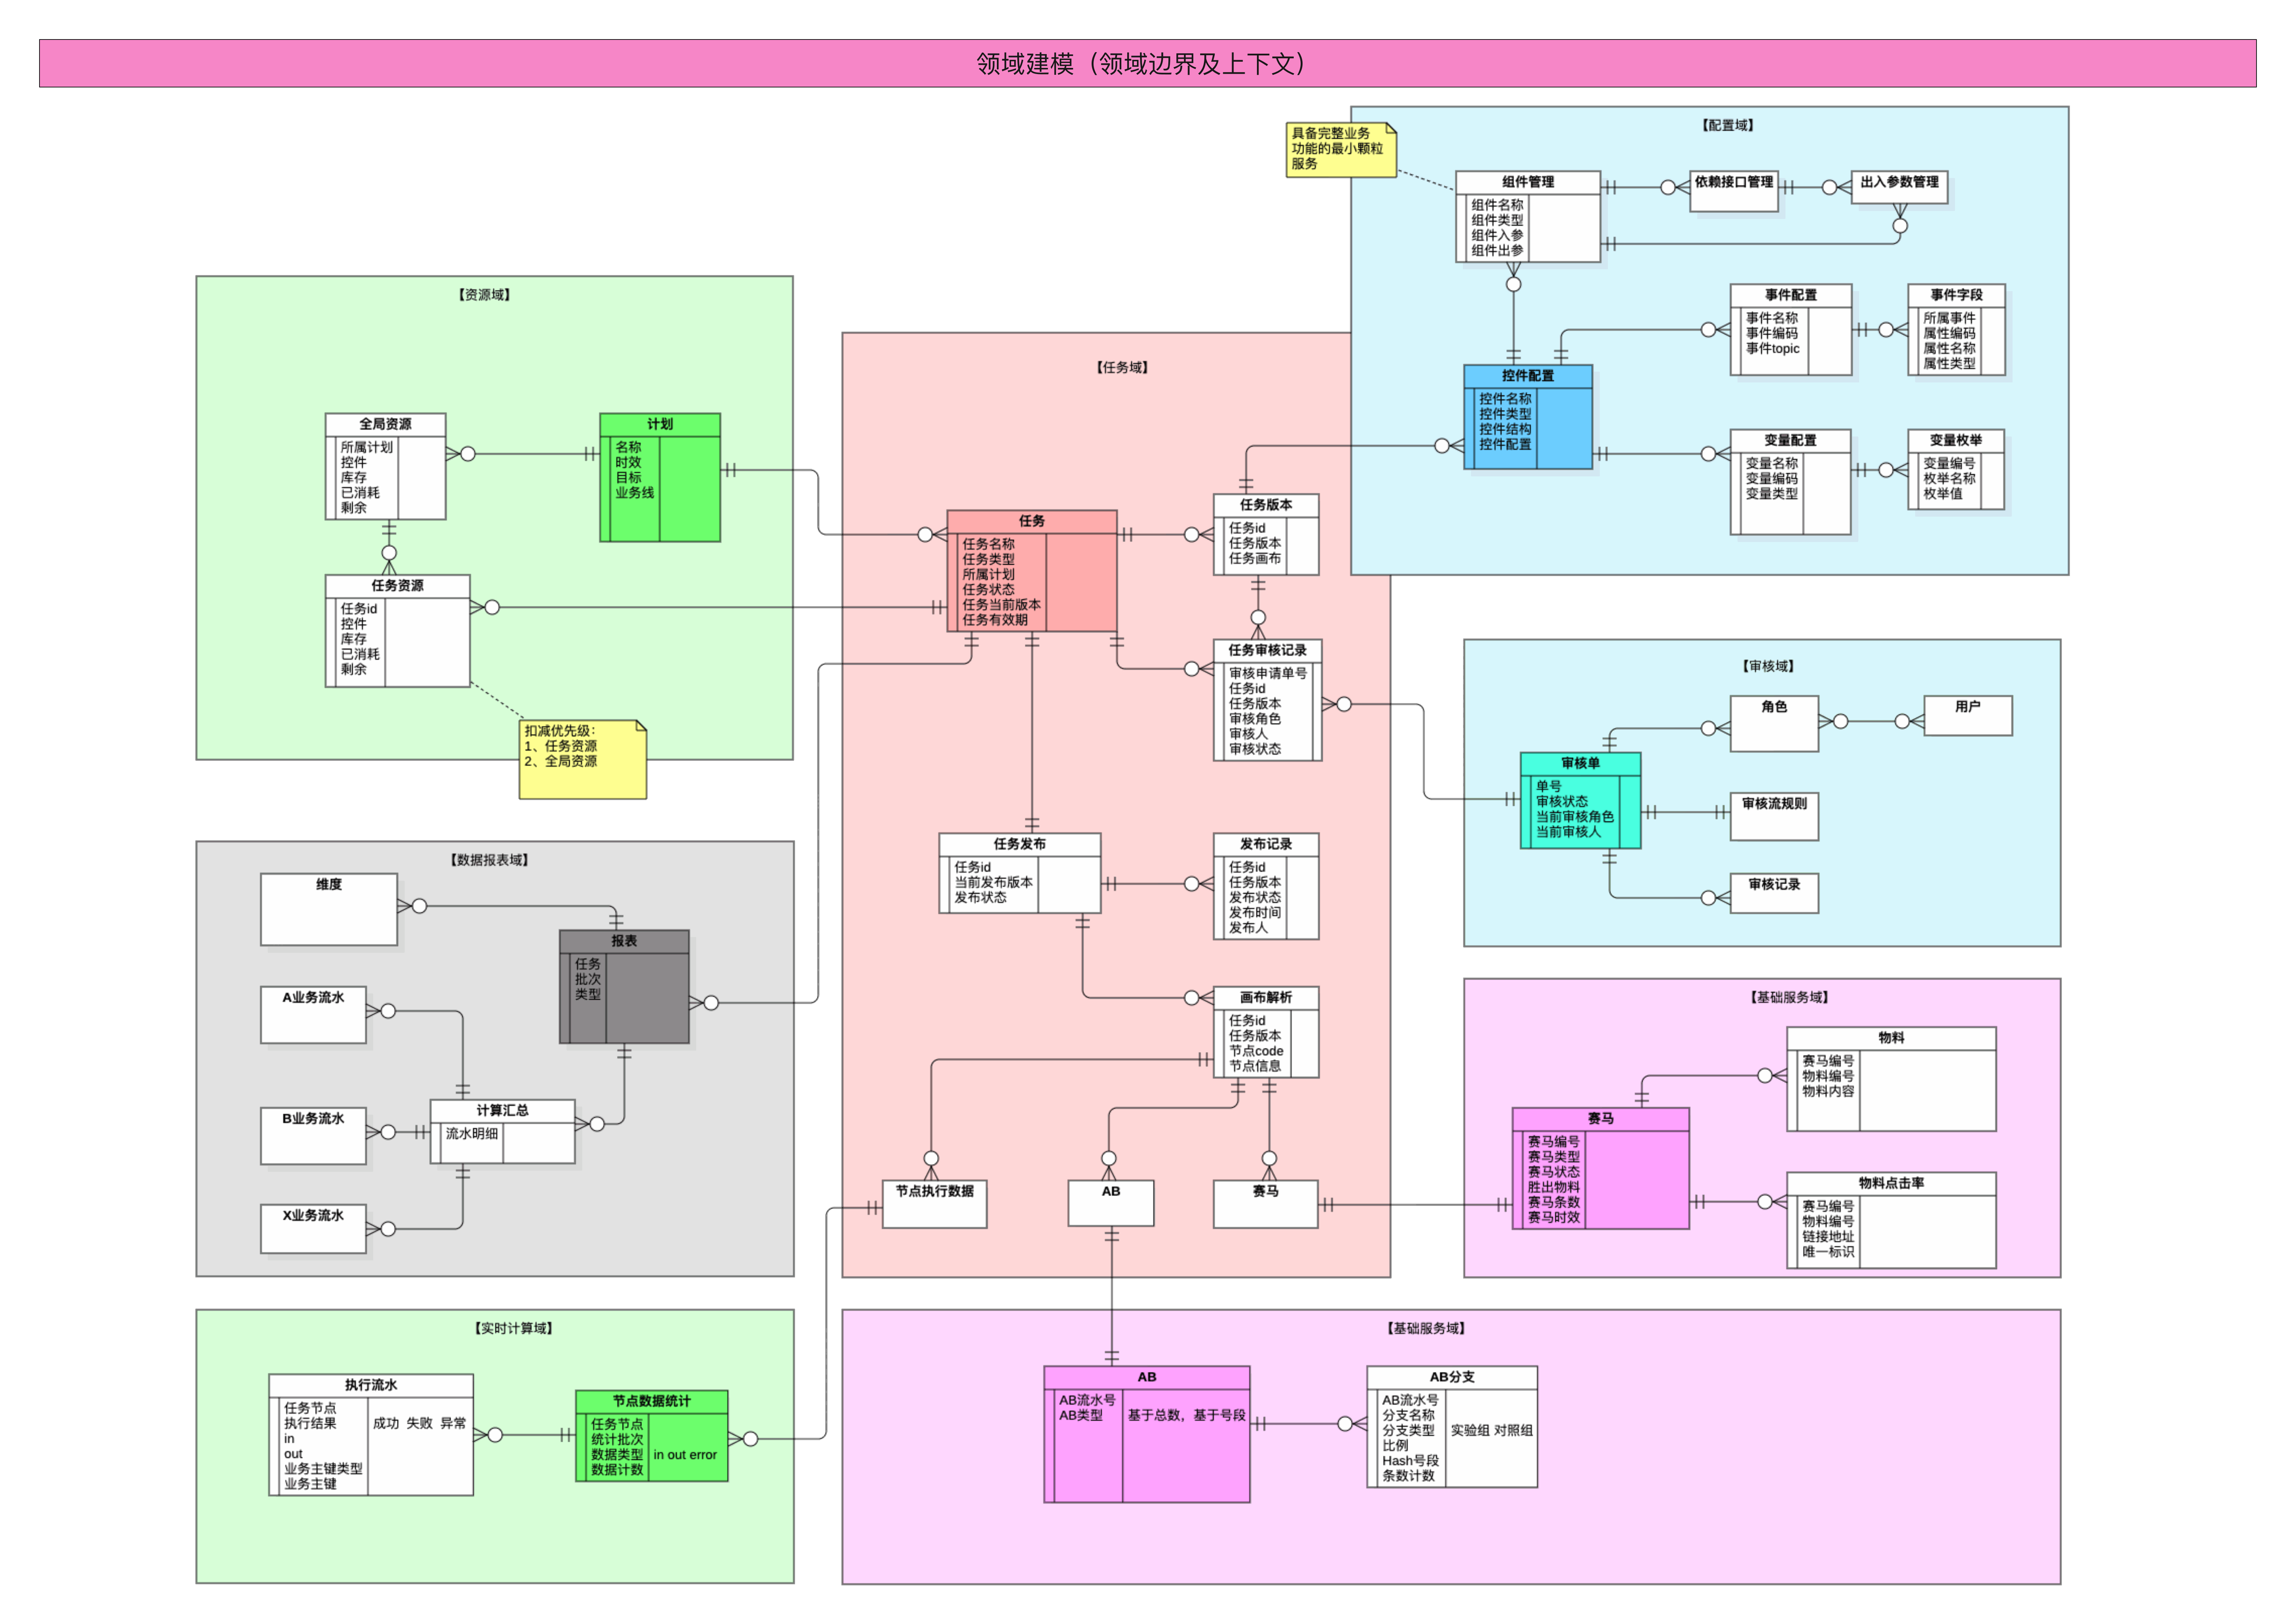 领域建模（领域边界及上下文）
【配置域】
具备完整业务
功能的最小颗粒
服务
组件管理
组件名称
组件类型
组件入参
组件出参
依赖接口管理
出入参数管理
事件配置
事件名称
事件编码
事件topic
事件字段
所属事件
属性编码
属性名称
属性类型
控件配置
控件名称
控件类型
控件结构
控件配置
变量配置
变量名称
变量编码
变量类型
变量枚举
变量编号
枚举名称
枚举值
【资源域】
全局资源
所属计划
控件
库存
已消耗
剩余
计划
名称
时效
目标
业务线
任务资源
任务id
控件
库存
已消耗
剩余
扣减优先级：
1、任务资源
2、全局资源
【任务域】
任务
任务名称
任务类型
所属计划
任务状态
任务当前版本
任务有效期
任务版本
任务id
任务版本
任务画布
任务审核记录
审核申请单号
任务id
任务版本
审核角色
审核人
审核状态
任务发布
任务id
当前发布版本
发布状态
发布记录
任务id
任务版本
发布状态
发布时间
发布人
画布解析
任务id
任务版本
节点code
节点信息
节点执行数据
AB
赛马
【审核域】
角色
用户
审核单
单号
审核状态
当前审核角色
当前审核人
审核流规则
审核记录
【数据报表域】
维度
报表
任务
批次
类型
A业务流水
B业务流水
X业务流水
计算汇总
流水明细
【基础服务域】
物料
赛马编号
物料编号
物料内容
赛马
赛马编号
赛马类型
赛马状态
胜出物料
赛马条数
赛马时效
物料点击率
赛马编号
物料编号
链接地址
唯一标识
【实时计算域】
执行流水
任务节点
执行结果
成功 失败 异常
in
out
业务主键类型
业务主键
节点数据统计
任务节点
统计批次
数据类型
in out error
数据计数
【基础服务域】
AB
AB流水号
AB类型
基于总数，基于号段
AB分支
AB流水号
分支名称
分支类型
实验组 对照组
比例
Hash号段
条数计数